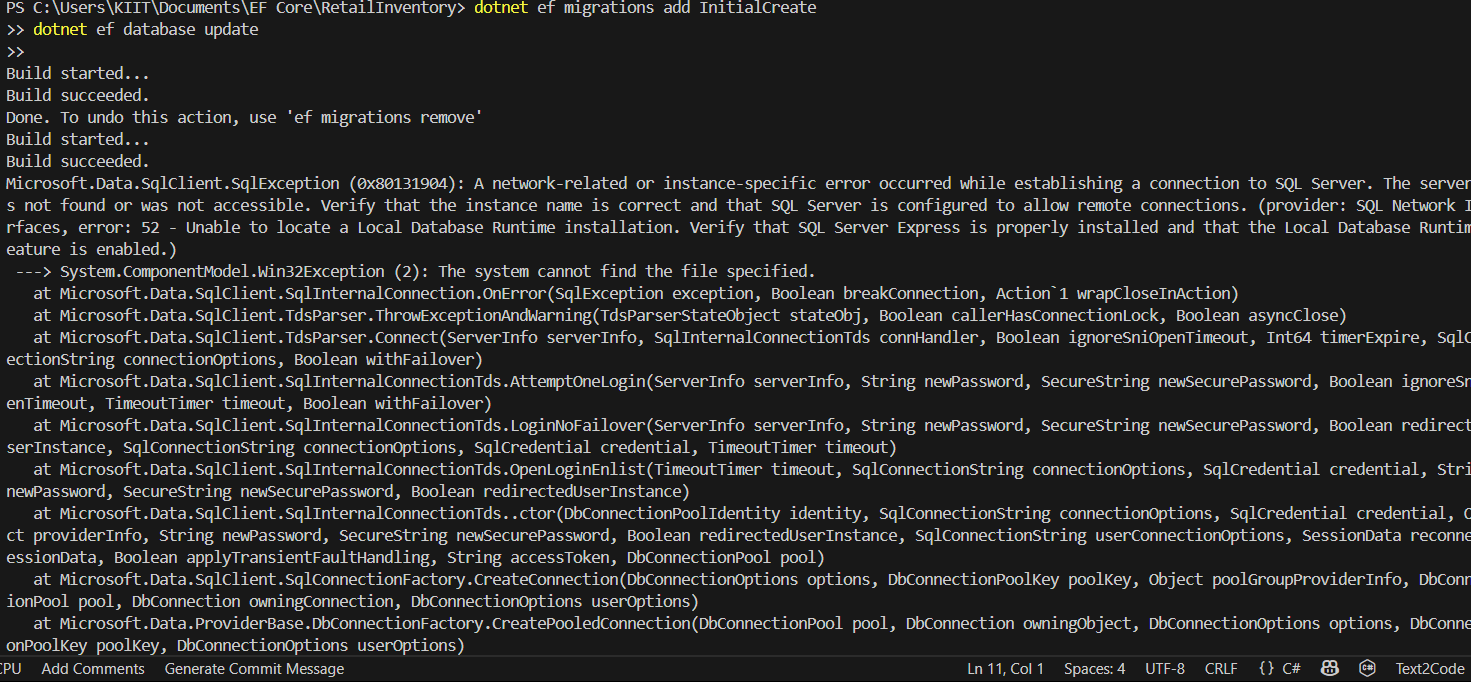 PS C:\Users\KIIT\Documents\EF Core\RetailInventory> dotnet ef migrations add InitialCreate
>> dotnet ef database update
>>
Build started...
Build succeeded.
Done. To undo this action, use 'ef migrations remove'
Build started...
Build succeeded.
Microsoft.Data.SqlClient.SqlException (0x80131904): A network-related or instance-specific error occurred while establishing a connection to SQL Server. The server
s not found or was not accessible. Verify that the instance name is correct and that SQL Server is configured to allow remote connections. (provider: SQL Network I
rfaces, error: 52 - Unable to locate a Local Database Runtime installation. Verify that SQL Server Express is properly installed and that the Local Database Runtim
eature is enabled.)
 ---> System.ComponentModel.Win32Exception (2): The system cannot find the file specified.
   at Microsoft.Data.SqlClient.SqlInternalConnection.OnError(SqlException exception, Boolean breakConnection, Action`1 wrapCloseInAction)
   at Microsoft.Data.SqlClient.TdsParser.ThrowExceptionAndWarning(TdsParserStateObject stateObj, Boolean callerHasConnectionLock, Boolean asyncClose)
   at Microsoft.Data.SqlClient.TdsParser.Connect(ServerInfo serverInfo, SqlInternalConnectionTds connHandler, Boolean ignoreSniOpenTimeout, Int64 timerExpire, SqlC
ectionString connectionOptions, Boolean withFailover)
   at Microsoft.Data.SqlClient.SqlInternalConnectionTds.AttemptOneLogin(ServerInfo serverInfo, String newPassword, SecureString newSecurePassword, Boolean ignoreSn
enTimeout, TimeoutTimer timeout, Boolean withFailover)
   at Microsoft.Data.SqlClient.SqlInternalConnectionTds.LoginNoFailover(ServerInfo serverInfo, String newPassword, SecureString newSecurePassword, Boolean redirect
serInstance, SqlConnectionString connectionOptions, SqlCredential credential, TimeoutTimer timeout)
   at Microsoft.Data.SqlClient.SqlInternalConnectionTds.OpenLoginEnlist(TimeoutTimer timeout, SqlConnectionString connectionOptions, SqlCredential credential, Stri
newPassword, SecureString newSecurePassword, Boolean redirectedUserInstance)
   at Microsoft.Data.SqlClient.SqlInternalConnectionTds..ctor(DbConnectionPoolIdentity identity, SqlConnectionString connectionOptions, SqlCredential credential, O
ct providerInfo, String newPassword, SecureString newSecurePassword, Boolean redirectedUserInstance, SqlConnectionString userConnectionOptions, SessionData reconne
essionData, Boolean applyTransientFaultHandling, String accessToken, DbConnectionPool pool)
   at Microsoft.Data.SqlClient.SqlConnectionFactory.CreateConnection(DbConnectionOptions options, DbConnectionPoolKey poolKey, Object poolGroupProviderInfo, DbConn
ionPool pool, DbConnection owningConnection, DbConnectionOptions userOptions)
   at Microsoft.Data.ProviderBase.DbConnectionFactory.CreatePooledConnection(DbConnectionPool pool, DbConnection owningObject, DbConnectionOptions options, DbConne
onPoolKey poolKey, DbConnectionOptions userOptions)
CPU Add Comments Generate Commit Message Ln 11, Col 1 Spaces: 4 UTF-8 CRLF {} C# Text2Code